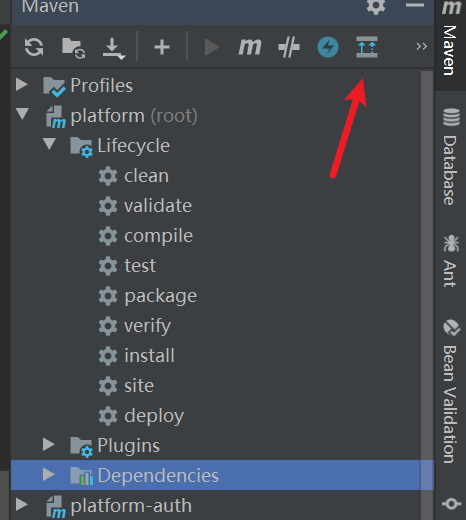 Maven
Profiles
platform (root)
Lifecycle
clean
validate
compile
test
package
verify
install
site
deploy
Plugins
Dependencies
platform-auth
Maven
Database
Ant
Bean Validation